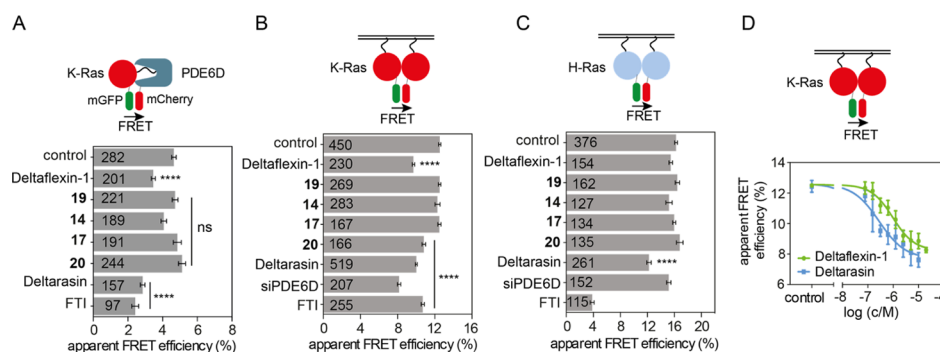 A
K-Ras
PDE6D
mGFP
mCherry
FRET
control
282
Deltaflexin-1
201
****
19
221
14
189
ns
17
191
20
244
Deltarasin
157
****
FTI
97
0 2 4 6 8
apparent FRET efficiency (%)
B
K-Ras
FRET
control
450
Deltaflexin-1
230
****
19
269
14
283
17
167
20
166
Deltarasin
519
****
siPDE6D
207
FTI
255
0 4 8 12 16
apparent FRET efficiency (%)
C
H-Ras
FRET
control
376
Deltaflexin-1
154
19
162
14
127
17
134
20
135
Deltarasin
261
****
siPDE6D
152
FTI
115
0 4 8 12 16 20
apparent FRET efficiency (%)
D
K-Ras
FRET
apparent FRET
efficiency (%)
14
12
10
8
6
Deltaflexin-1
Deltarasin
control -8 -7 -6 -5 -4
log (c/M)